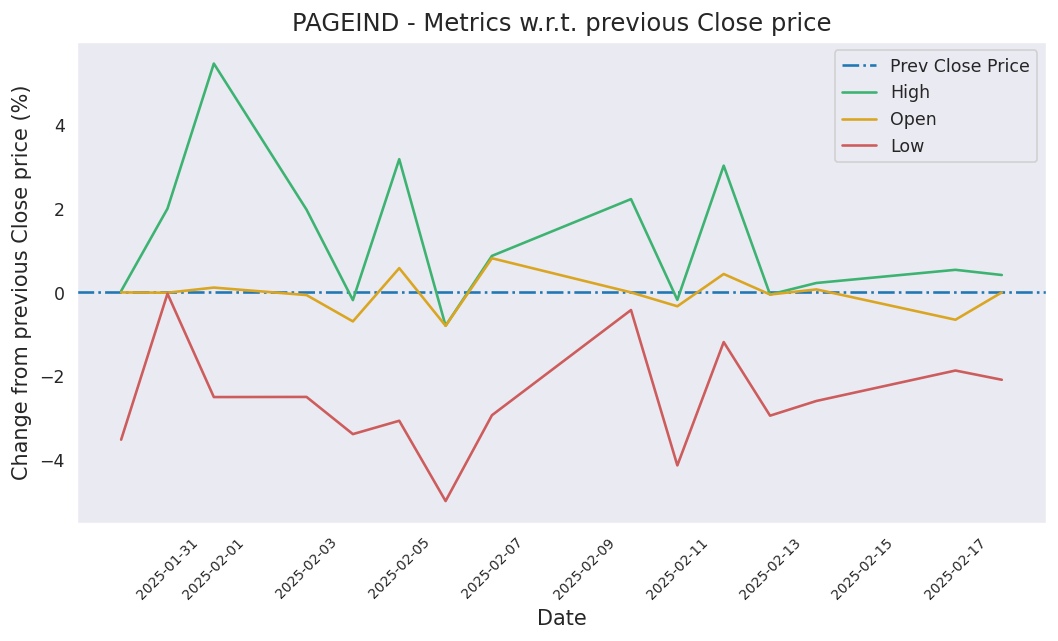 PAGEIND - Metrics w.r.t. previous Close price
Change from previous Close price (%)
4
2
0
−2
−4
Prev Close Price
High
Open
Low
2025-01-31
2025-02-01
2025-02-03
2025-02-05
2025-02-07
2025-02-09
2025-02-11
2025-02-13
2025-02-15
2025-02-17
Date